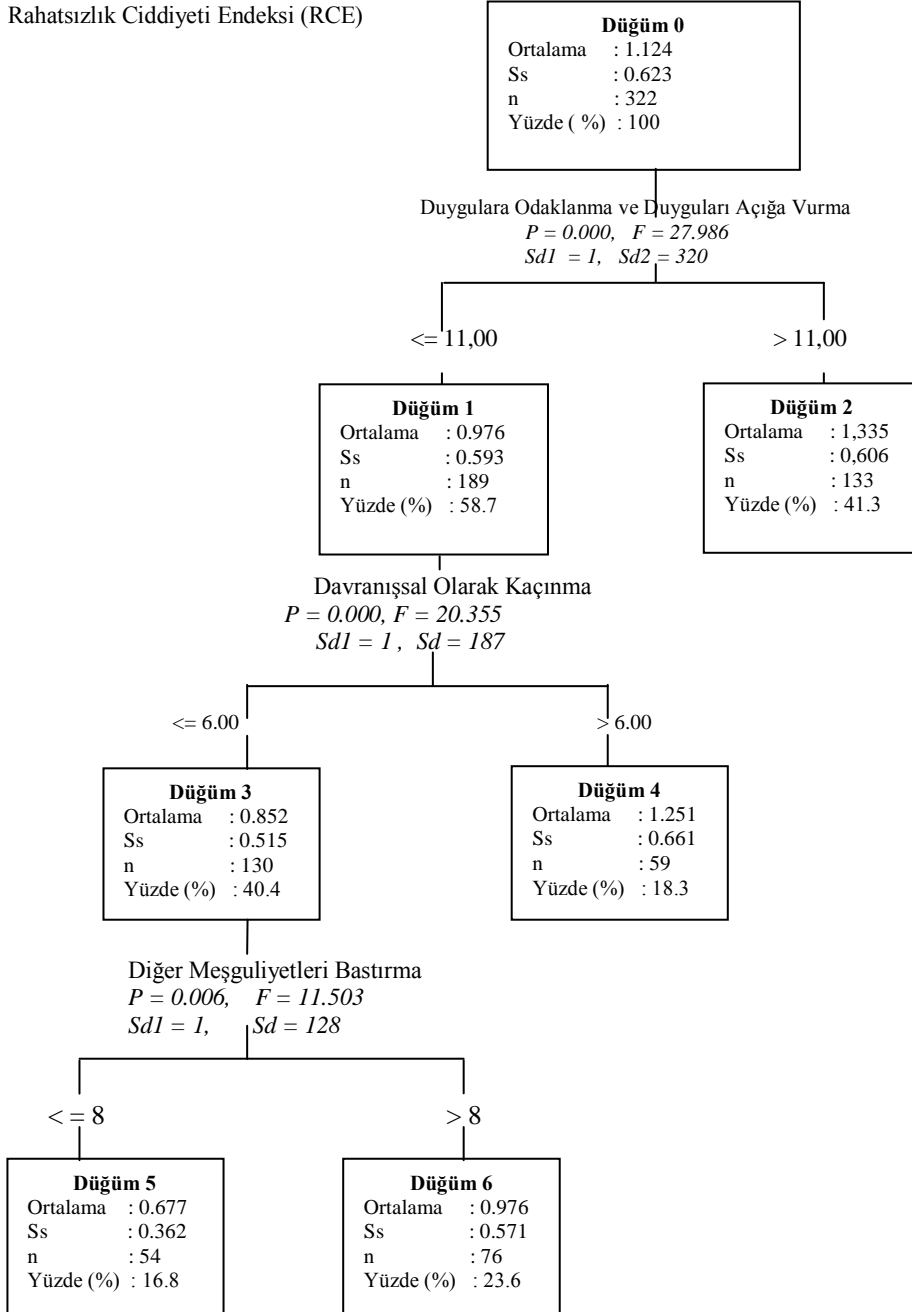 Rahatsızlık Ciddiyeti Endeksi (RCE)
Düğüm 0
Ortalama : 1.124
Ss : 0.623
n : 322
Yüzde ( %) : 100
Duygulara Odaklanma ve Duyguları Açığa Vurma
P = 0.000, F = 27.986
Sd1 = 1, Sd2 = 320
<= 11,00
> 11,00
Düğüm 1
Ortalama : 0.976
Ss : 0.593
n : 189
Yüzde (%) : 58.7
Düğüm 2
Ortalama : 1,335
Ss : 0,606
n : 133
Yüzde (%) : 41.3
Davranışsal Olarak Kaçınma
P = 0.000, F = 20.355
Sd1 = 1 , Sd = 187
<= 6.00
> 6.00
Düğüm 3
Ortalama : 0.852
Ss : 0.515
n : 130
Yüzde (%) : 40.4
Düğüm 4
Ortalama : 1.251
Ss : 0.661
n : 59
Yüzde (%) : 18.3
Diğer Meşguliyetleri Bastırma
P = 0.006, F = 11.503
Sd1 = 1, Sd = 128
< = 8
> 8
Düğüm 5
Ortalama : 0.677
Ss : 0.362
n : 54
Yüzde (%) : 16.8
Düğüm 6
Ortalama : 0.976
Ss : 0.571
n : 76
Yüzde (%) : 23.6